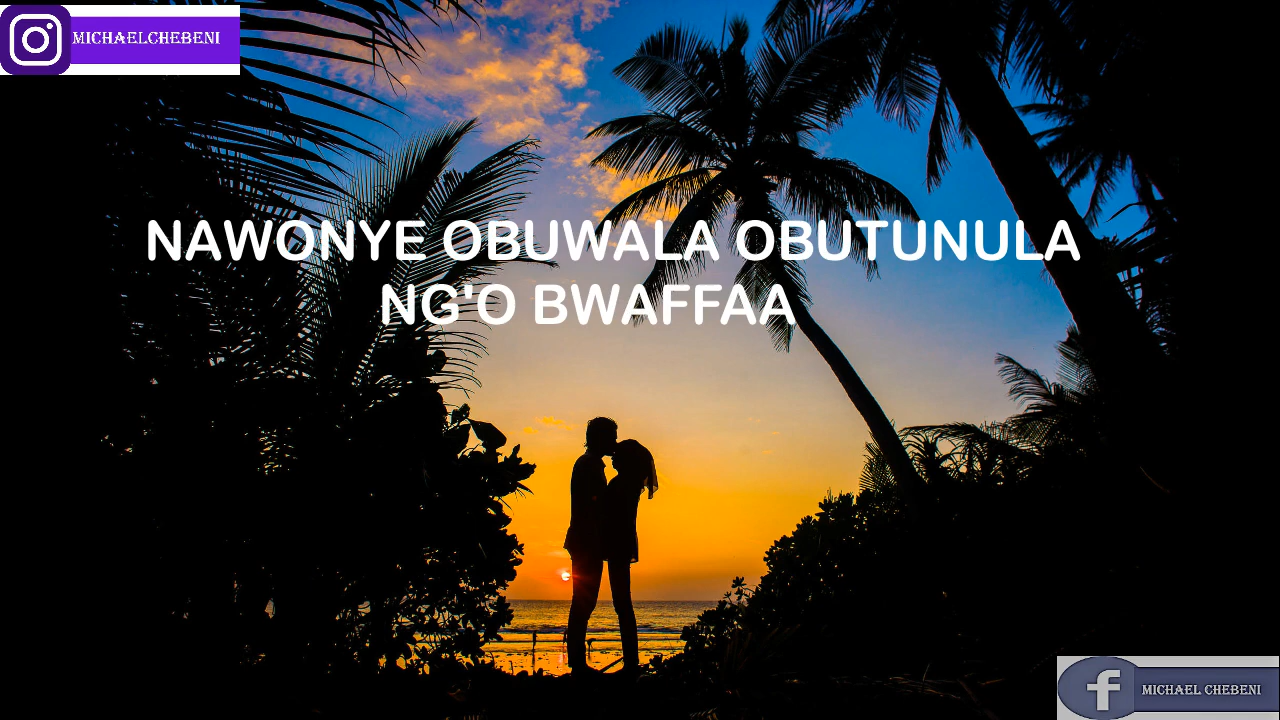 MICHAELCHEBENI
NAWONYE OBUWALA OBUTUNULA
NG'O BWAFFAA
MICHAEL CHEBENI